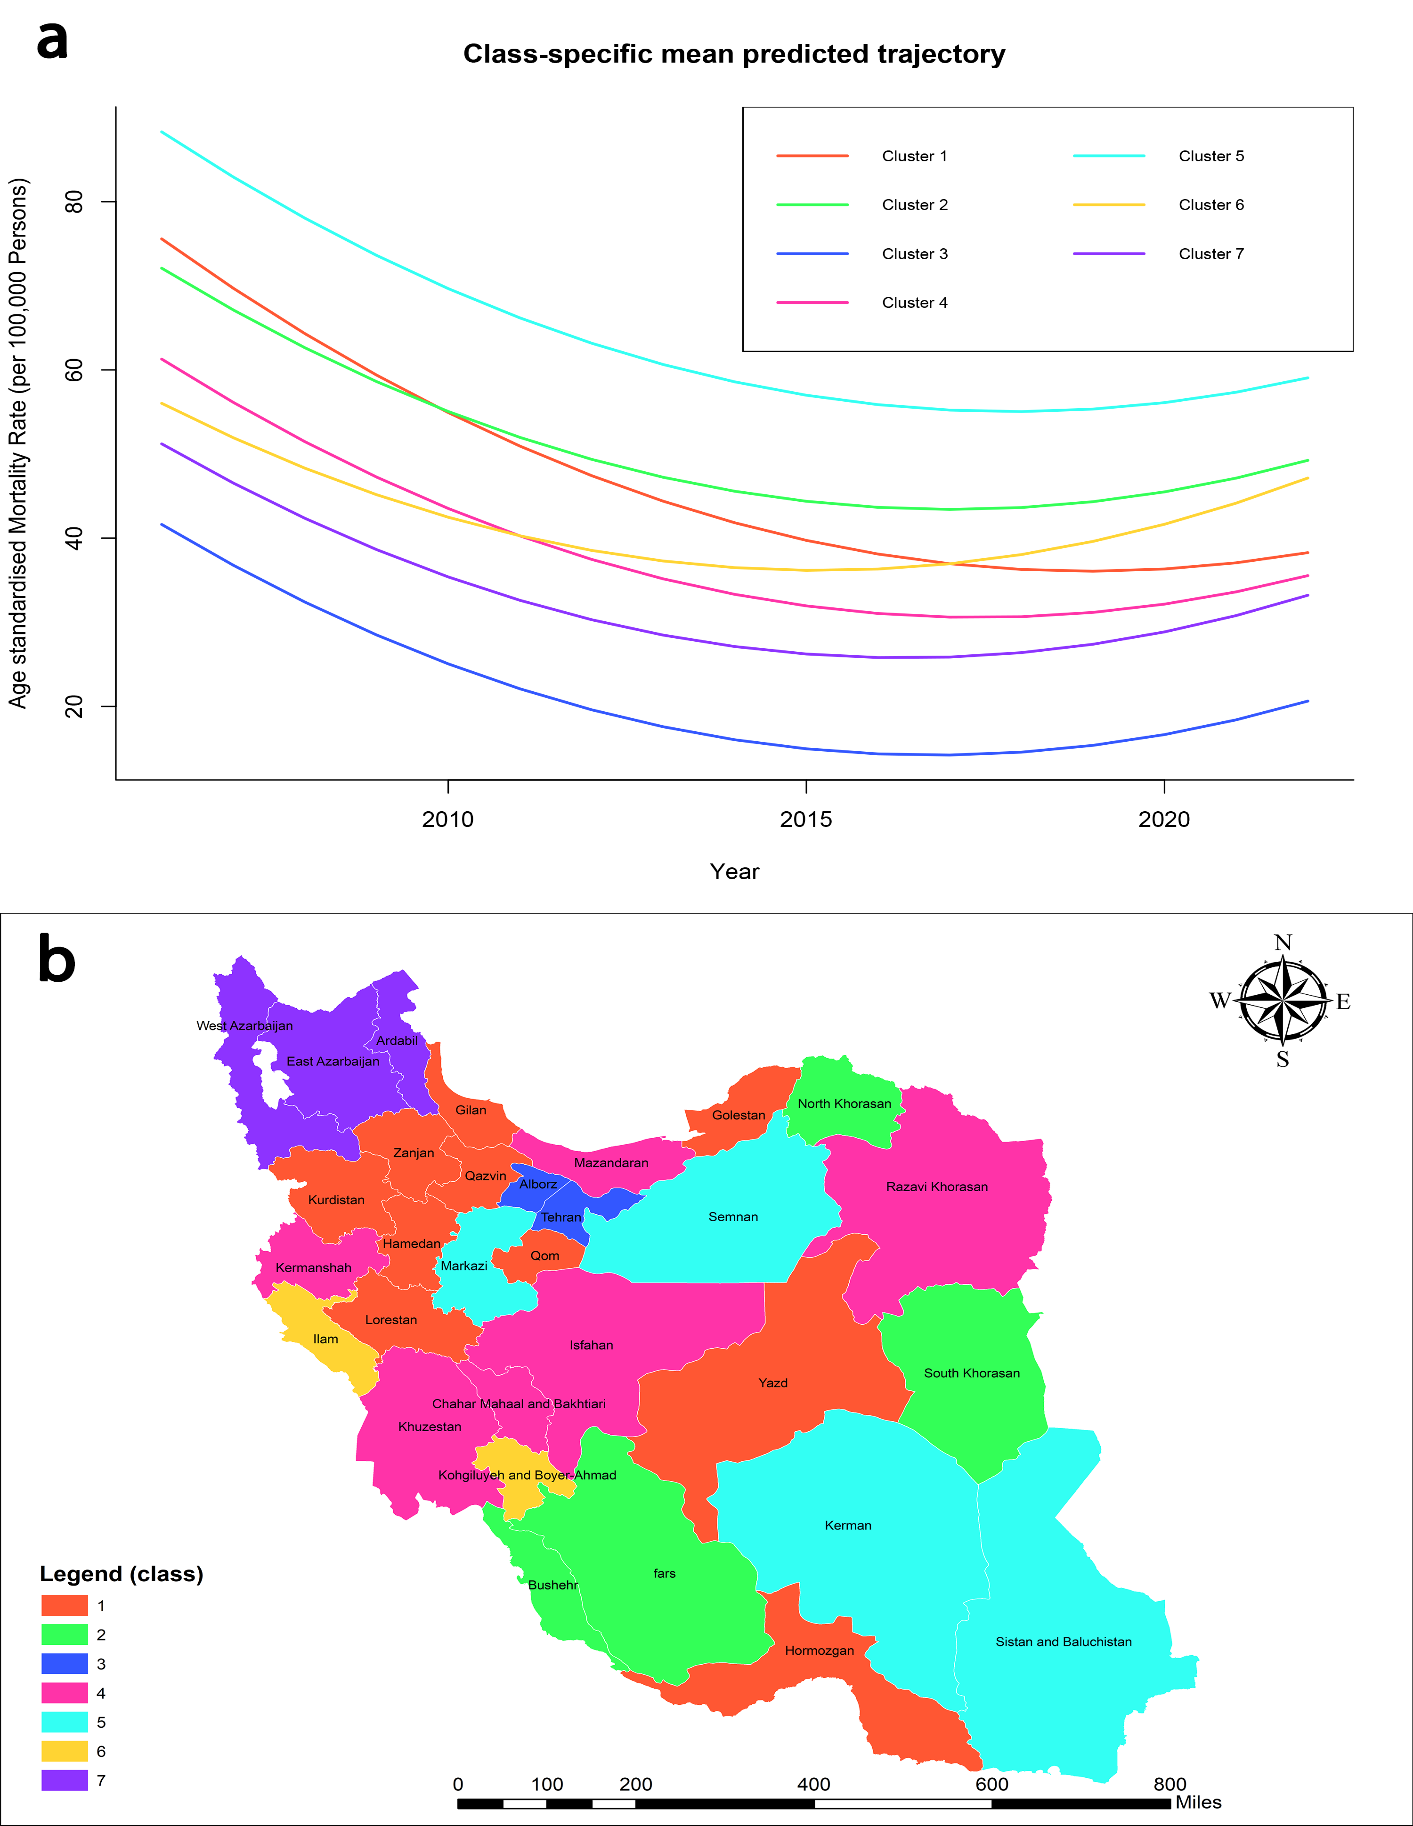 a
Class-specific mean predicted trajectory
Age standardised Mortality Rate (per 100,000 Persons)
80
60
40
20
Cluster 1
Cluster 2
Cluster 3
Cluster 4
Cluster 5
Cluster 6
Cluster 7
2010
2015
2020
Year
b
N
W
E
S
West Azarbaijan
Ardabil
East Azarbaijan
Gilan
North Khorasan
Golestan
Zanjan
Mazandaran
Qazvin
Alborz
Razavi Khorasan
Kurdistan
Tehran
Semnan
Hamedan
Qom
Markazi
Kermanshah
Lorestan
Ilam
Isfahan
South Khorasan
Yazd
Chahar Mahaal and Bakhtiari
Khuzestan
Kohgiluyeh and Boyer-Ahmad
Kerman
fars
Bushehr
Sistan and Baluchistan
Hormozgan
Legend (class)
1
2
3
4
5
6
7
0
100
200
400
600
800
Miles